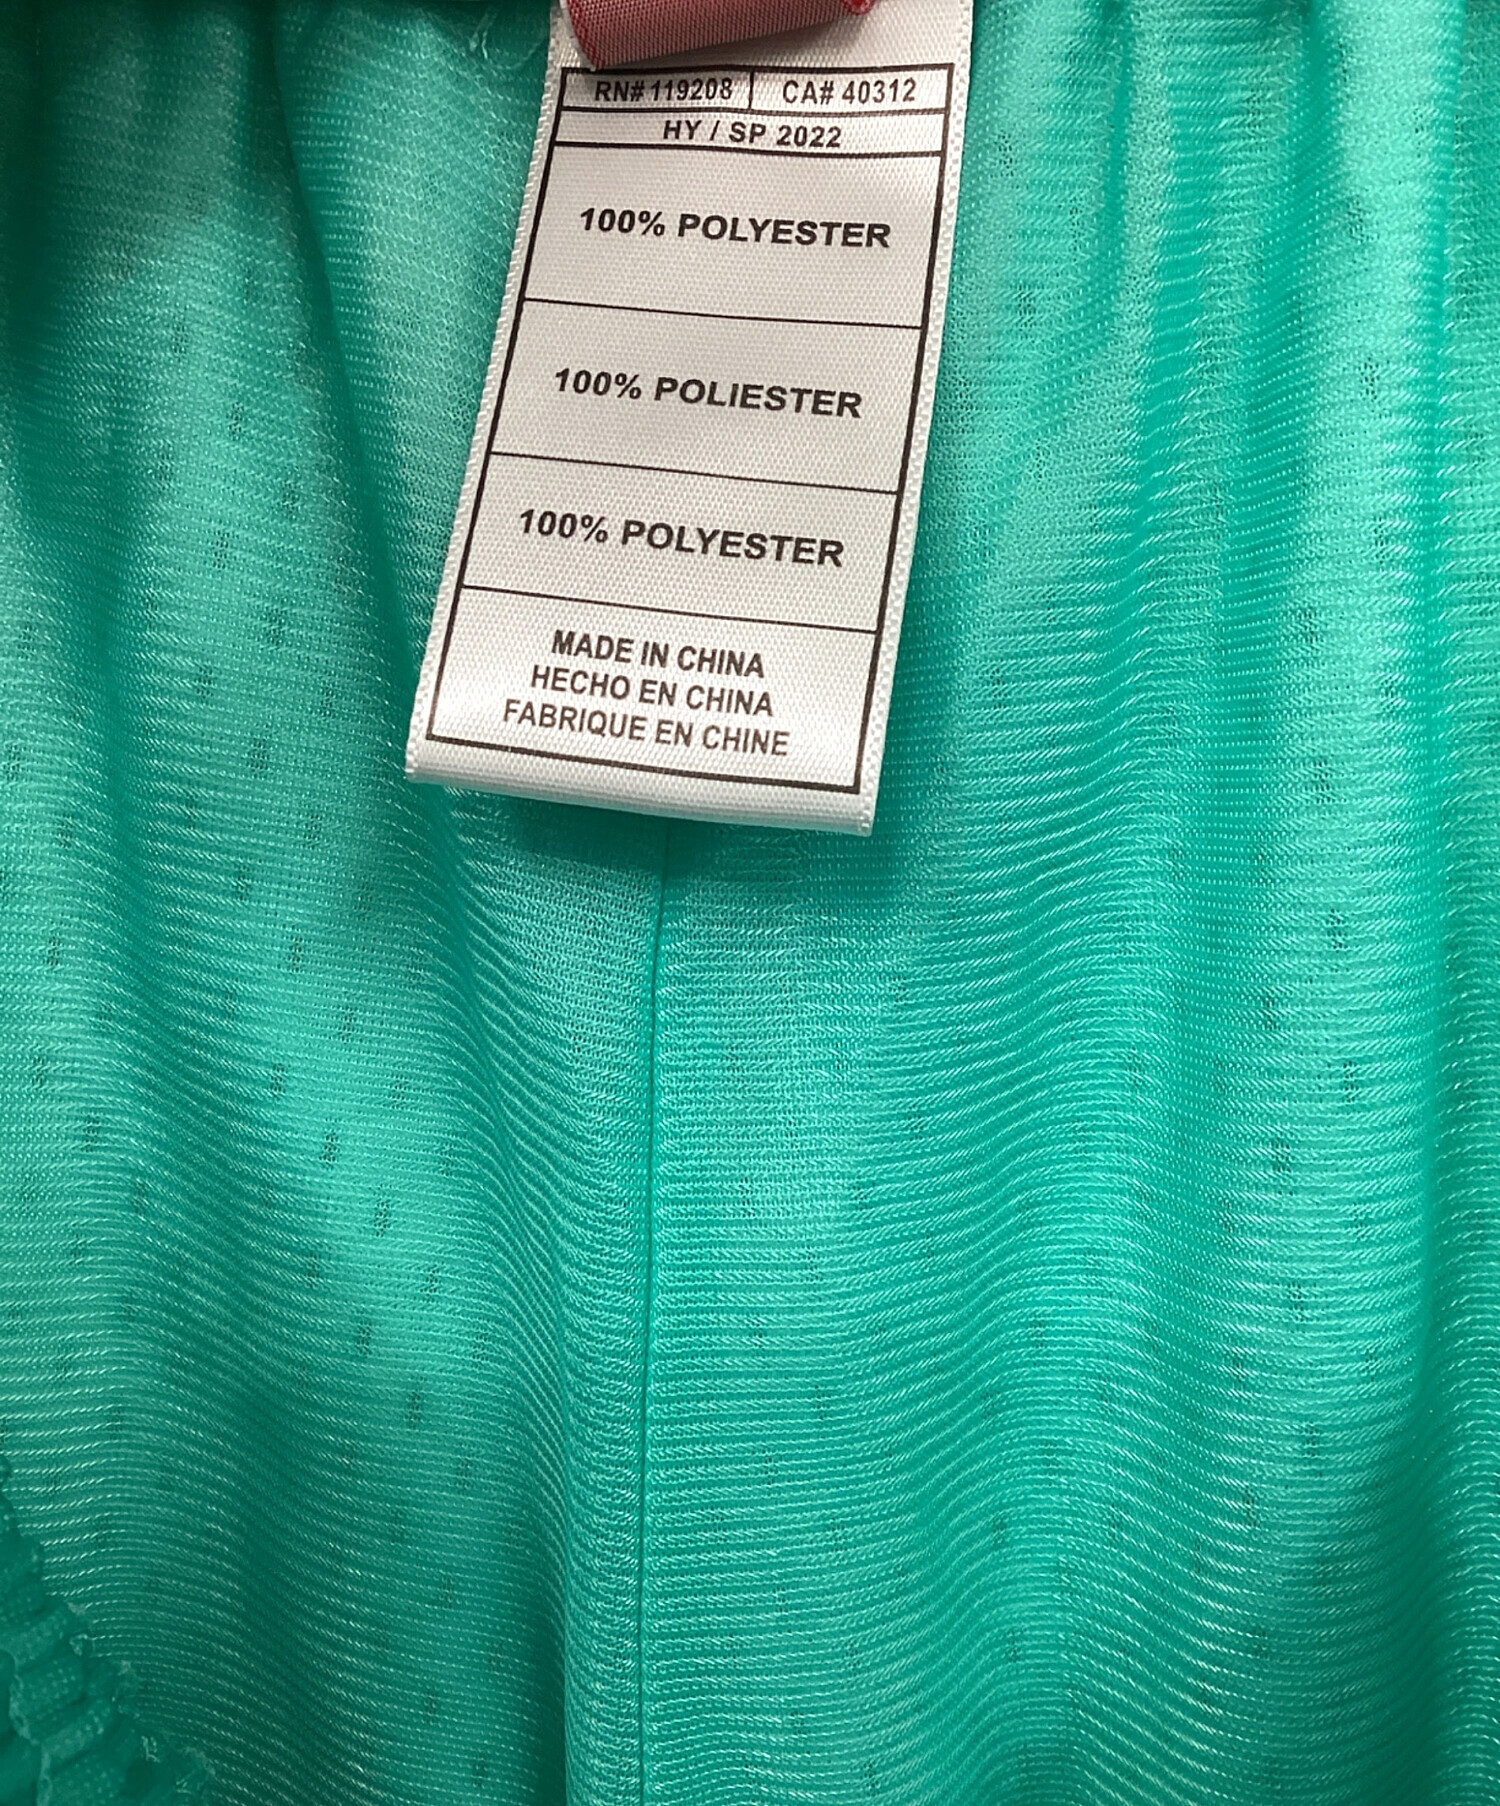 RN# 119208 CA# 40312
HY / SP 2022
100% POLYESTER
100% POLIESTER
100% POLYESTER
MADE IN CHINA
HECHO EN CHINA
FABRIQUE EN CHINE